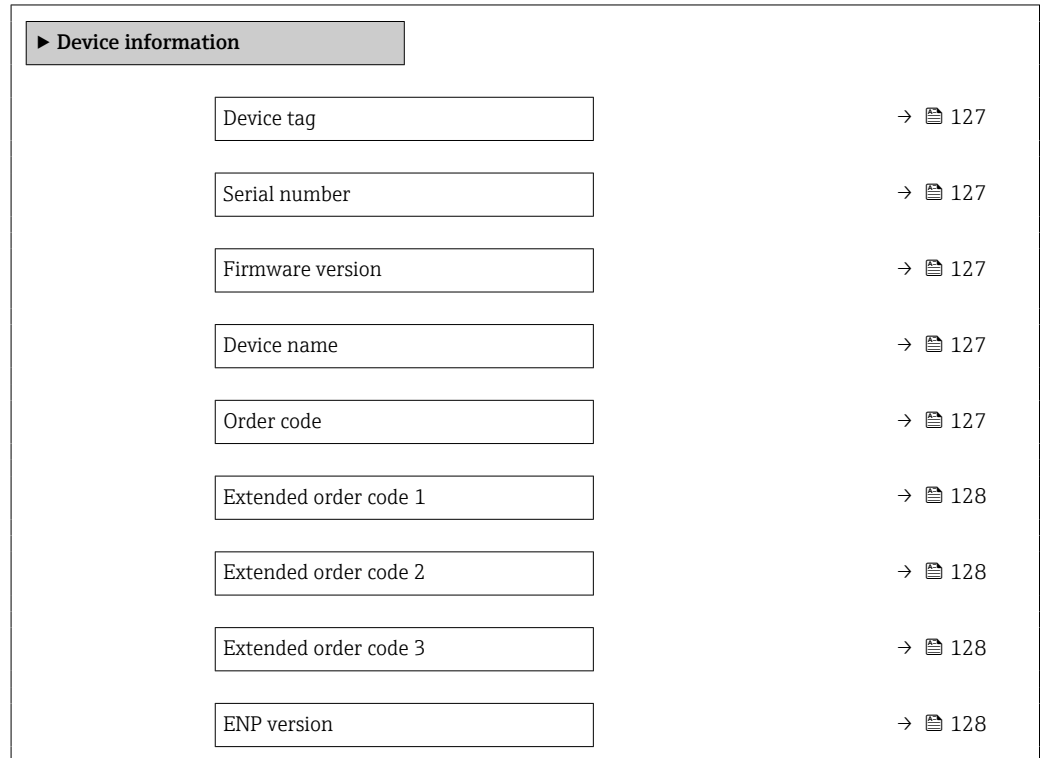 ▶ Device information
Device tag → 127
Serial number → 127
Firmware version → 127
Device name → 127
Order code → 127
Extended order code 1 → 128
Extended order code 2 → 128
Extended order code 3 → 128
ENP version → 128